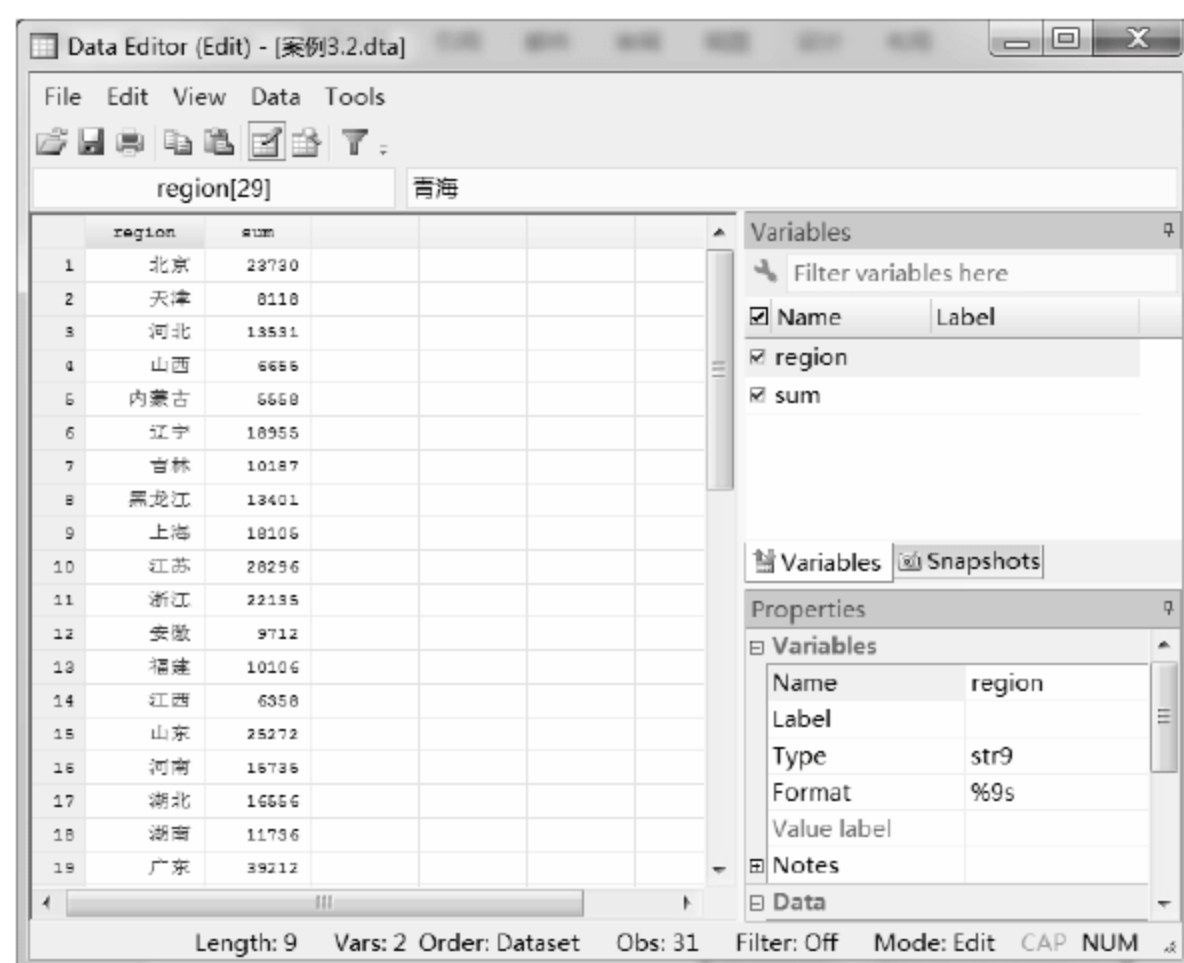 Data Editor (Edit) - [案例3.2.dta]
File Edit View Data Tools
region[29] 青海
region sum
1 北京 23730
2 天津 8118
3 河北 13531
4 山西 6655
5 内蒙古 5558
6 辽宁 18955
7 吉林 10187
8 黑龙江 13401
9 上海 18105
10 江苏 28296
11 浙江 22135
12 安徽 9712
13 福建 10106
14 江西 6358
15 山东 25272
16 河南 15735
17 湖北 16556
18 湖南 11736
19 广东 39212
Variables
Filter variables here
Name Label
region
sum
Variables Snapshots
Properties
Variables
Name region
Label
Type str9
Format %9s
Value label
Notes
Data
Length: 9 Vars: 2 Order: Dataset Obs: 31 Filter: Off Mode: Edit CAP NUM